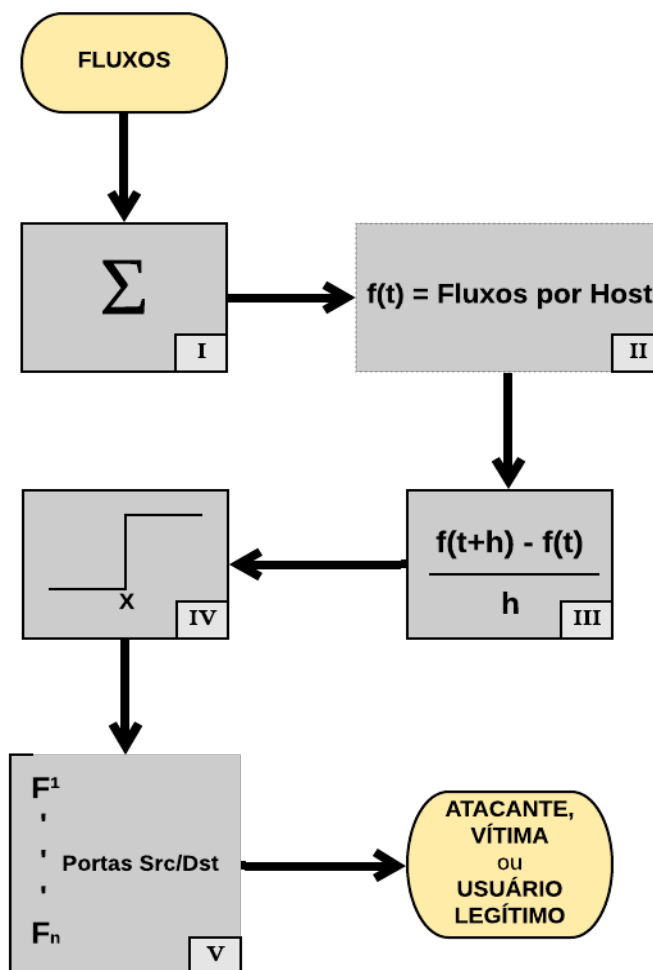 FLUXOS
Σ
I
f(t) = Fluxos por Host
II
f(t+h) - f(t)
h
III
X
IV
F¹
'
'
Portas Src/Dst
'
Fₙ
V
ATACANTE,
VÍTIMA
ou
USUÁRIO
LEGÍTIMO